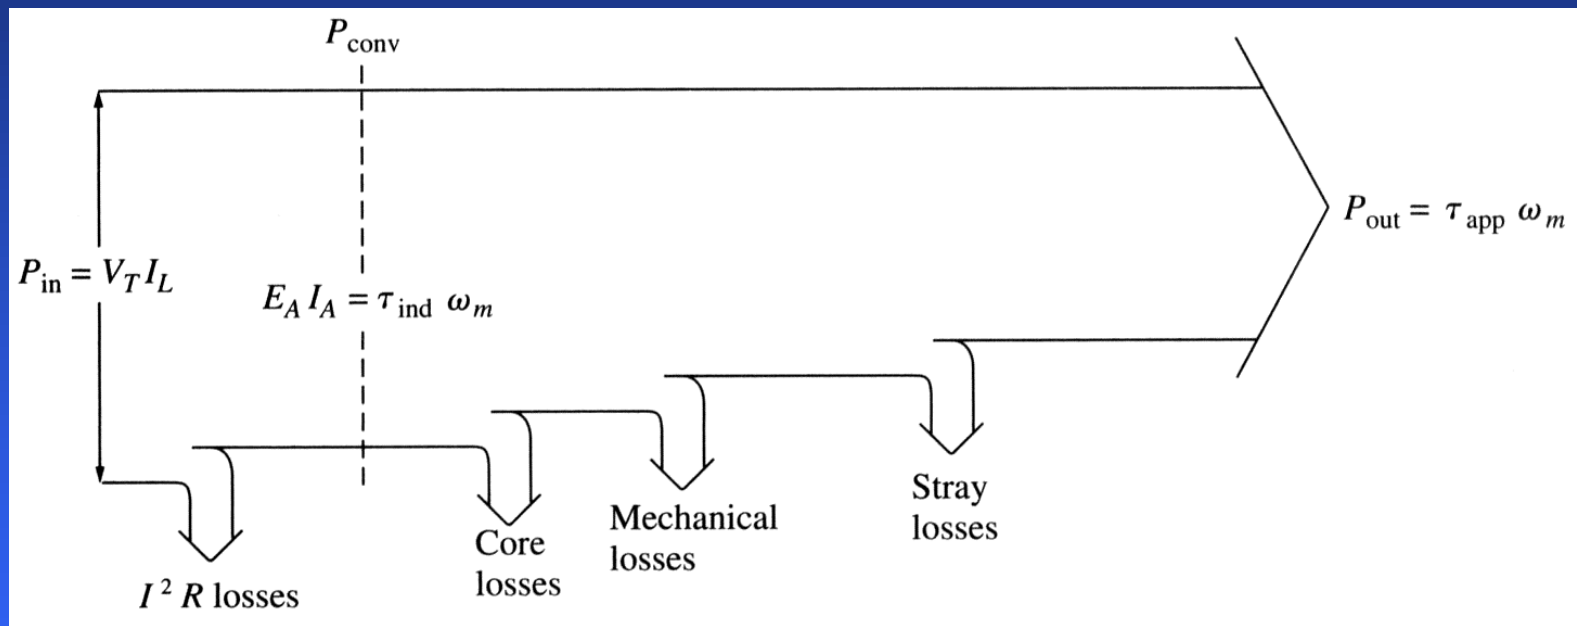 P_conv
P_in = V_T I_L
E_A I_A = τ_ind ω_m
P_out = τ_app ω_m
I² R losses
Core
losses
Mechanical
losses
Stray
losses